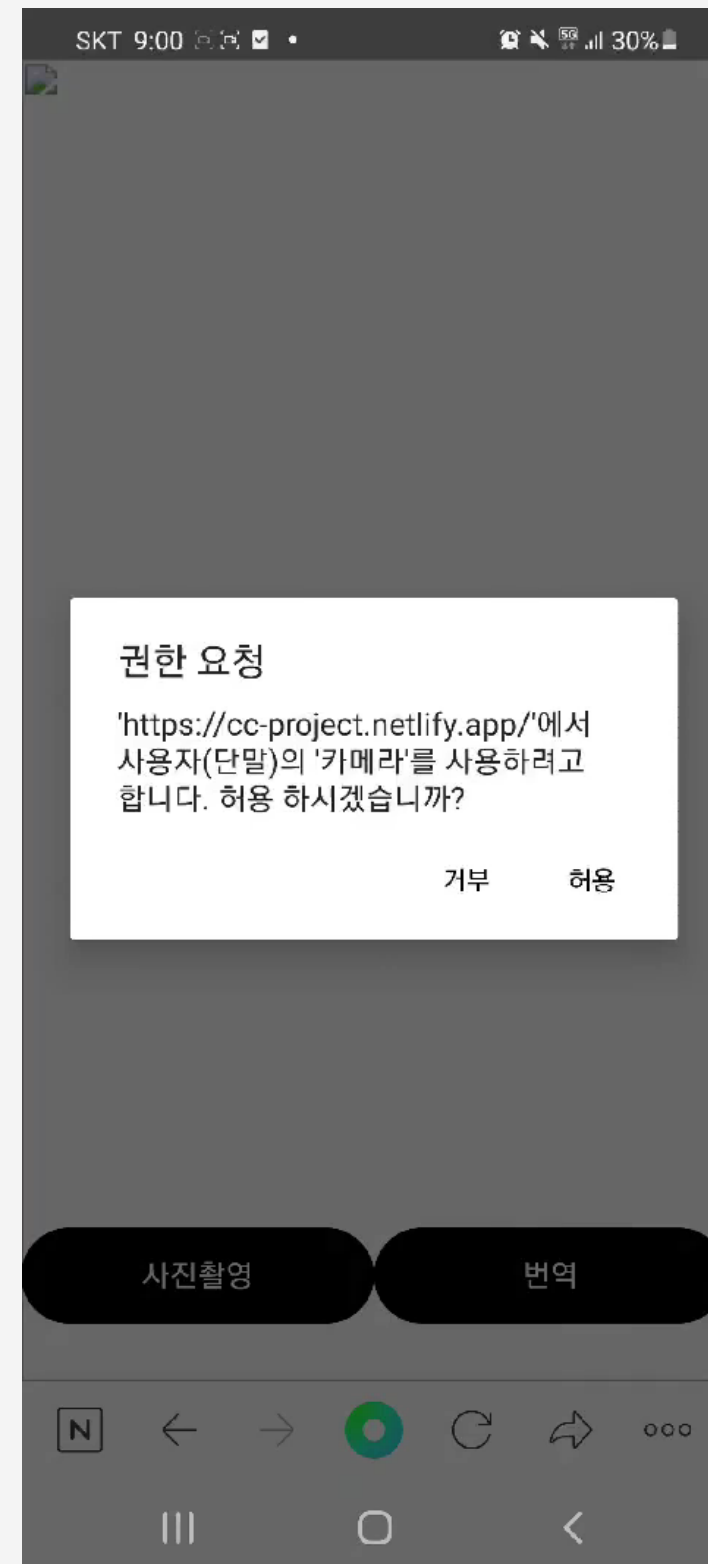 SKT 9:00
5G
30%
권한 요청
'https://cc-project.netlify.app/'에서
사용자(단말)의 '카메라'를 사용하려고
합니다. 허용 하시겠습니까?
거부 허용
사진촬영 번역
N